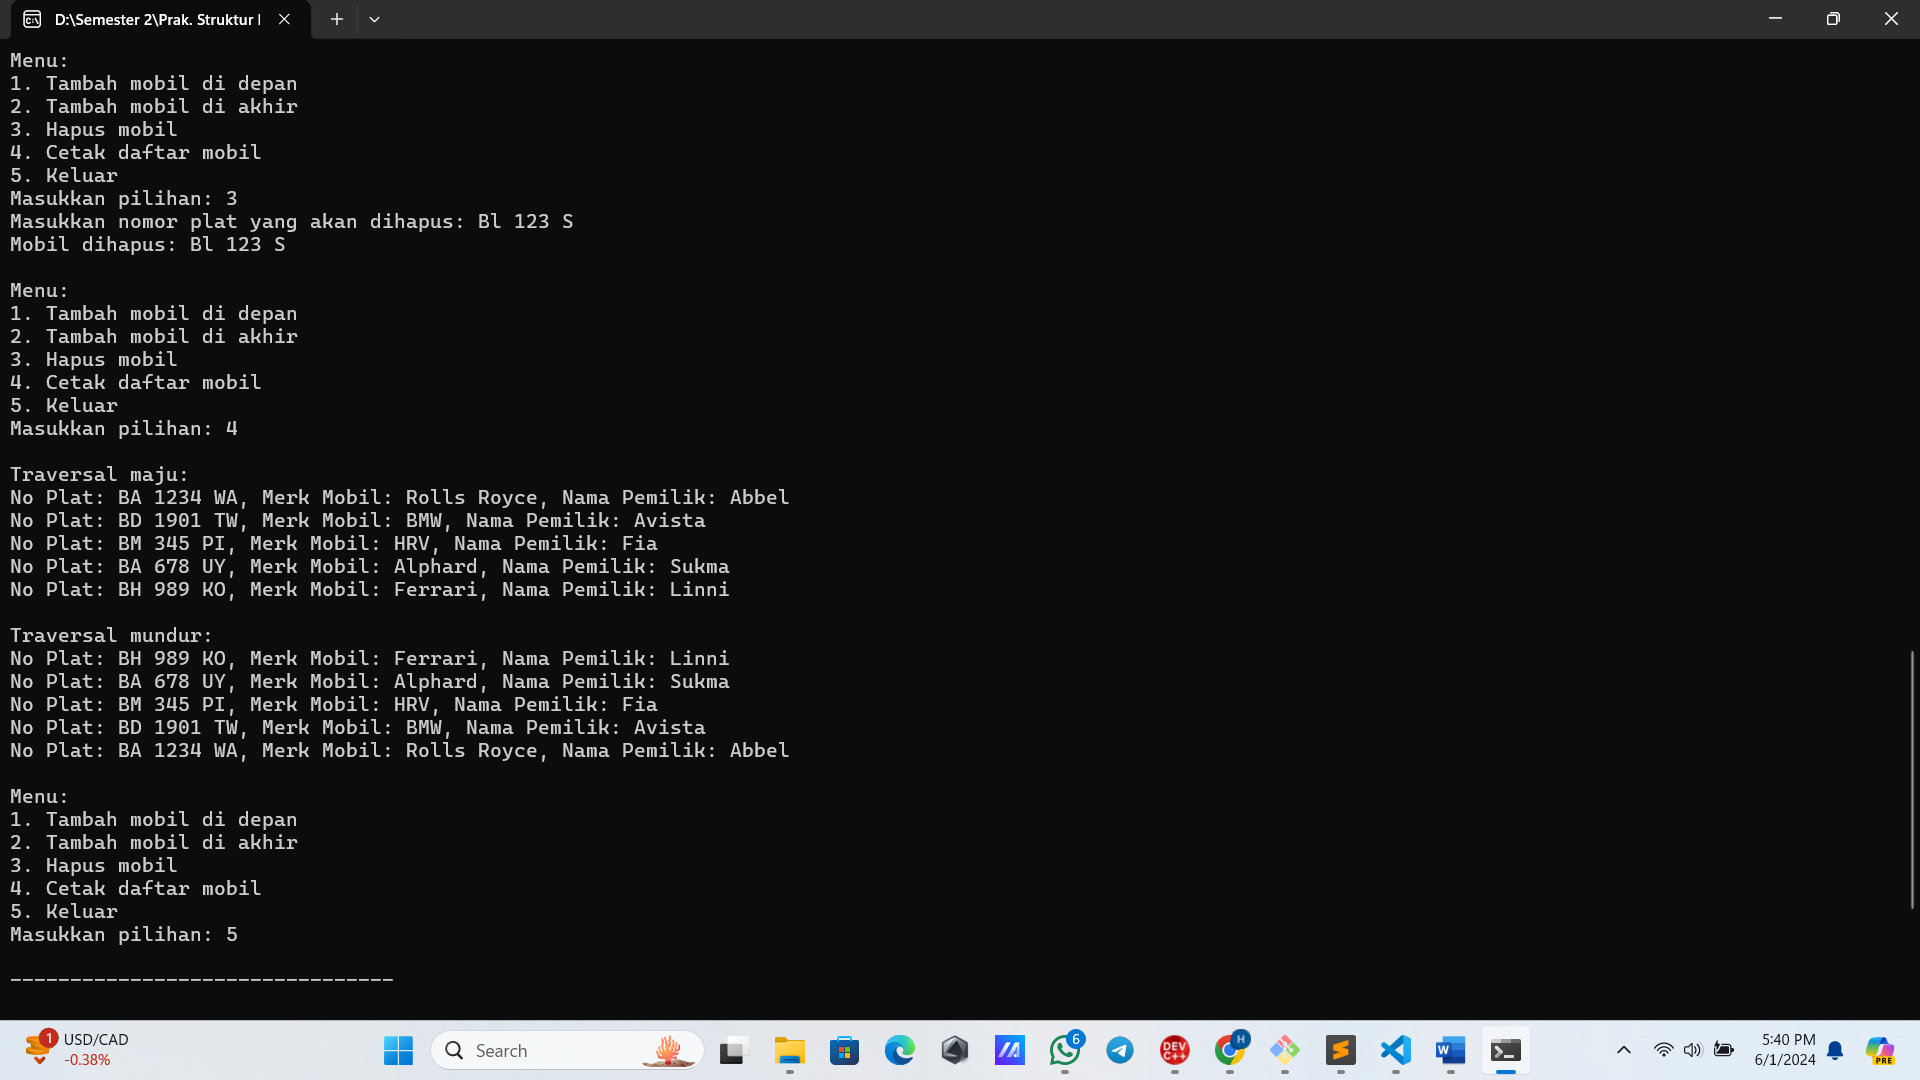 D:\Semester 2\Prak. Struktur I
Menu:
1. Tambah mobil di depan
2. Tambah mobil di akhir
3. Hapus mobil
4. Cetak daftar mobil
5. Keluar
Masukkan pilihan: 3
Masukkan nomor plat yang akan dihapus: Bl 123 S
Mobil dihapus: Bl 123 S
Menu:
1. Tambah mobil di depan
2. Tambah mobil di akhir
3. Hapus mobil
4. Cetak daftar mobil
5. Keluar
Masukkan pilihan: 4
Traversal maju:
No Plat: BA 1234 WA, Merk Mobil: Rolls Royce, Nama Pemilik: Abbel
No Plat: BD 1901 TW, Merk Mobil: BMW, Nama Pemilik: Avista
No Plat: BM 345 PI, Merk Mobil: HRV, Nama Pemilik: Fia
No Plat: BA 678 UY, Merk Mobil: Alphard, Nama Pemilik: Sukma
No Plat: BH 989 KO, Merk Mobil: Ferrari, Nama Pemilik: Linni
Traversal mundur:
No Plat: BH 989 KO, Merk Mobil: Ferrari, Nama Pemilik: Linni
No Plat: BA 678 UY, Merk Mobil: Alphard, Nama Pemilik: Sukma
No Plat: BM 345 PI, Merk Mobil: HRV, Nama Pemilik: Fia
No Plat: BD 1901 TW, Merk Mobil: BMW, Nama Pemilik: Avista
No Plat: BA 1234 WA, Merk Mobil: Rolls Royce, Nama Pemilik: Abbel
Menu:
1. Tambah mobil di depan
2. Tambah mobil di akhir
3. Hapus mobil
4. Cetak daftar mobil
5. Keluar
Masukkan pilihan: 5
--------------------------------
1 USD/CAD
-0.38%
Search
6
DEV C++
H
W
5:40 PM
6/1/2024
PRE